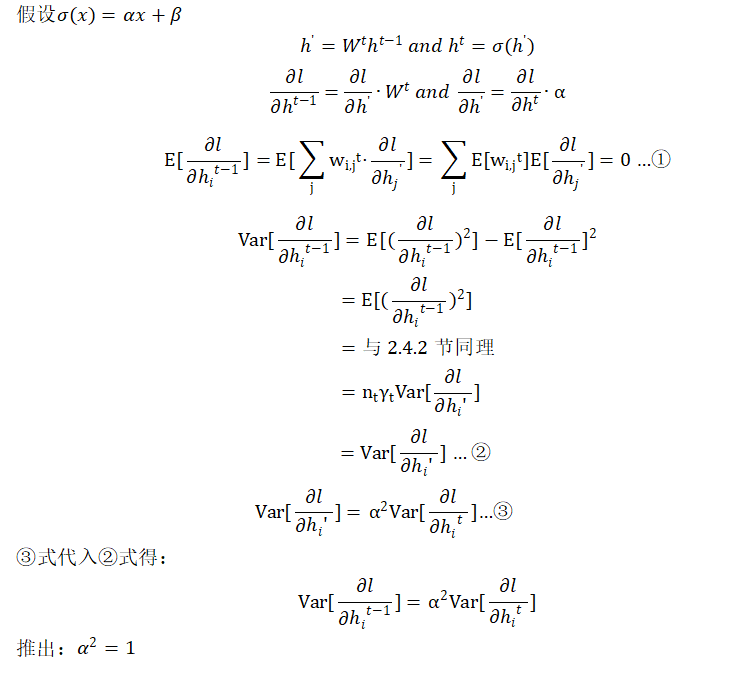 假设σ(x) = αx + β
h' = W^t h^{t−1} and h^t = σ(h')
∂l/∂h^{t−1} = ∂l/∂h' · W^t and ∂l/∂h' = ∂l/∂h^t · α
E[∂l/∂h_i^{t−1}] = E[∑_j w_{i,j}^t · ∂l/∂h_j'] = ∑_j E[w_{i,j}^t]E[∂l/∂h_j'] = 0 …①
Var[∂l/∂h_i^{t−1}] = E[(∂l/∂h_i^{t−1})^2] − E[∂l/∂h_i^{t−1}]^2
= E[(∂l/∂h_i^{t−1})^2]
= 与 2.4.2 节同理
= n_t γ_t Var[∂l/∂h_i']
= Var[∂l/∂h_i'] …②
Var[∂l/∂h_i'] = α^2 Var[∂l/∂h_i^t]…③
③式代入②式得：
Var[∂l/∂h_i^{t−1}] = α^2 Var[∂l/∂h_i^t]
推出：α^2 = 1